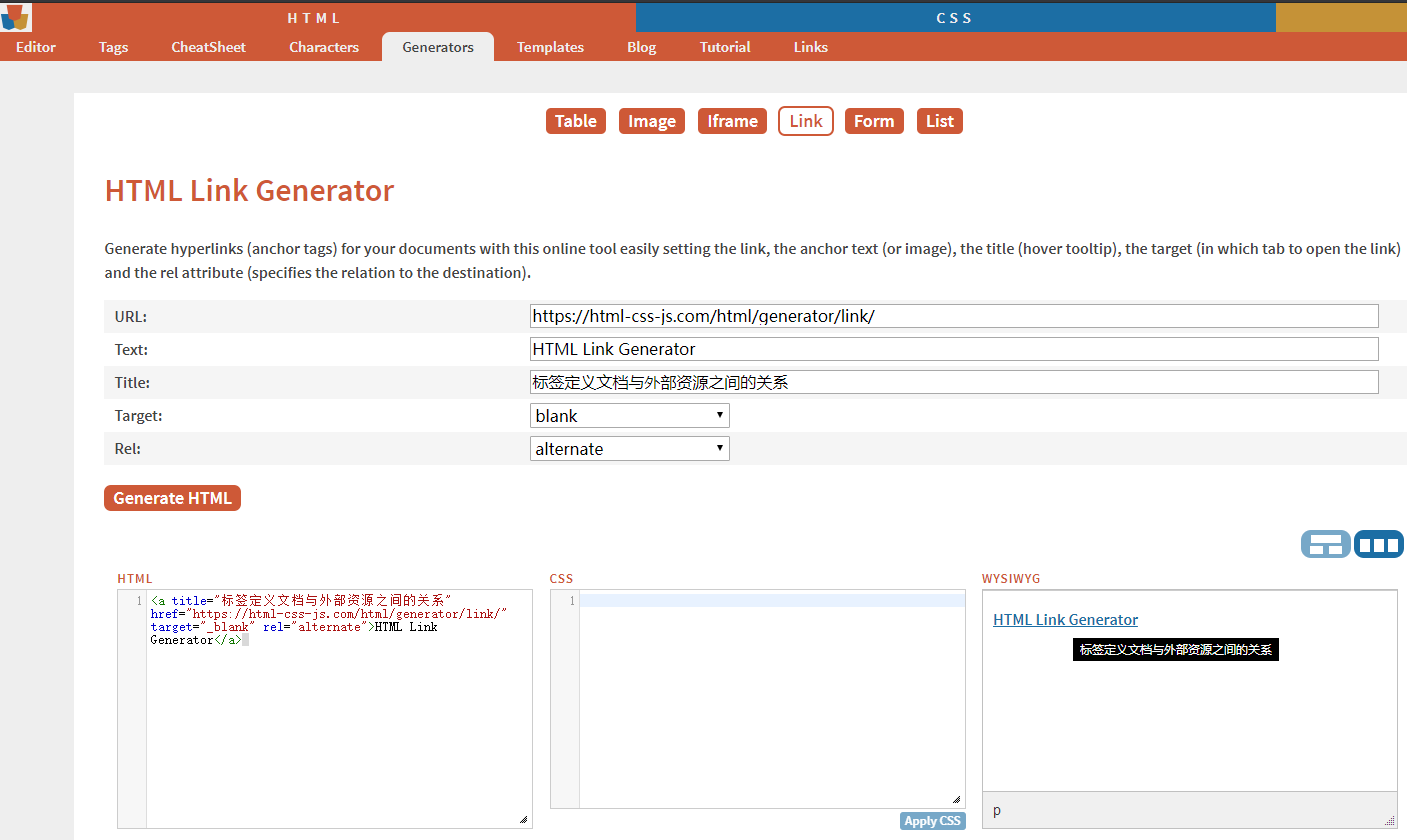 HTML CSS
Editor Tags CheatSheet Characters Generators Templates Blog Tutorial Links
Table Image Iframe Link Form List
HTML Link Generator
Generate hyperlinks (anchor tags) for your documents with this online tool easily setting the link, the anchor text (or image), the title (hover tooltip), the target (in which tab to open the link)
and the rel attribute (specifies the relation to the destination).
URL: https://html-css-js.com/html/generator/link/
Text: HTML Link Generator
Title: 标签定义文档与外部资源之间的关系
Target: blank
Rel: alternate
Generate HTML
HTML
1 <a title="标签定义文档与外部资源之间的关系"
href="https://html-css-js.com/html/generator/link/"
target="_blank" rel="alternate">HTML Link
Generator</a>
CSS
1
Apply CSS
WYSIWYG
HTML Link Generator
标签定义文档与外部资源之间的关系
p